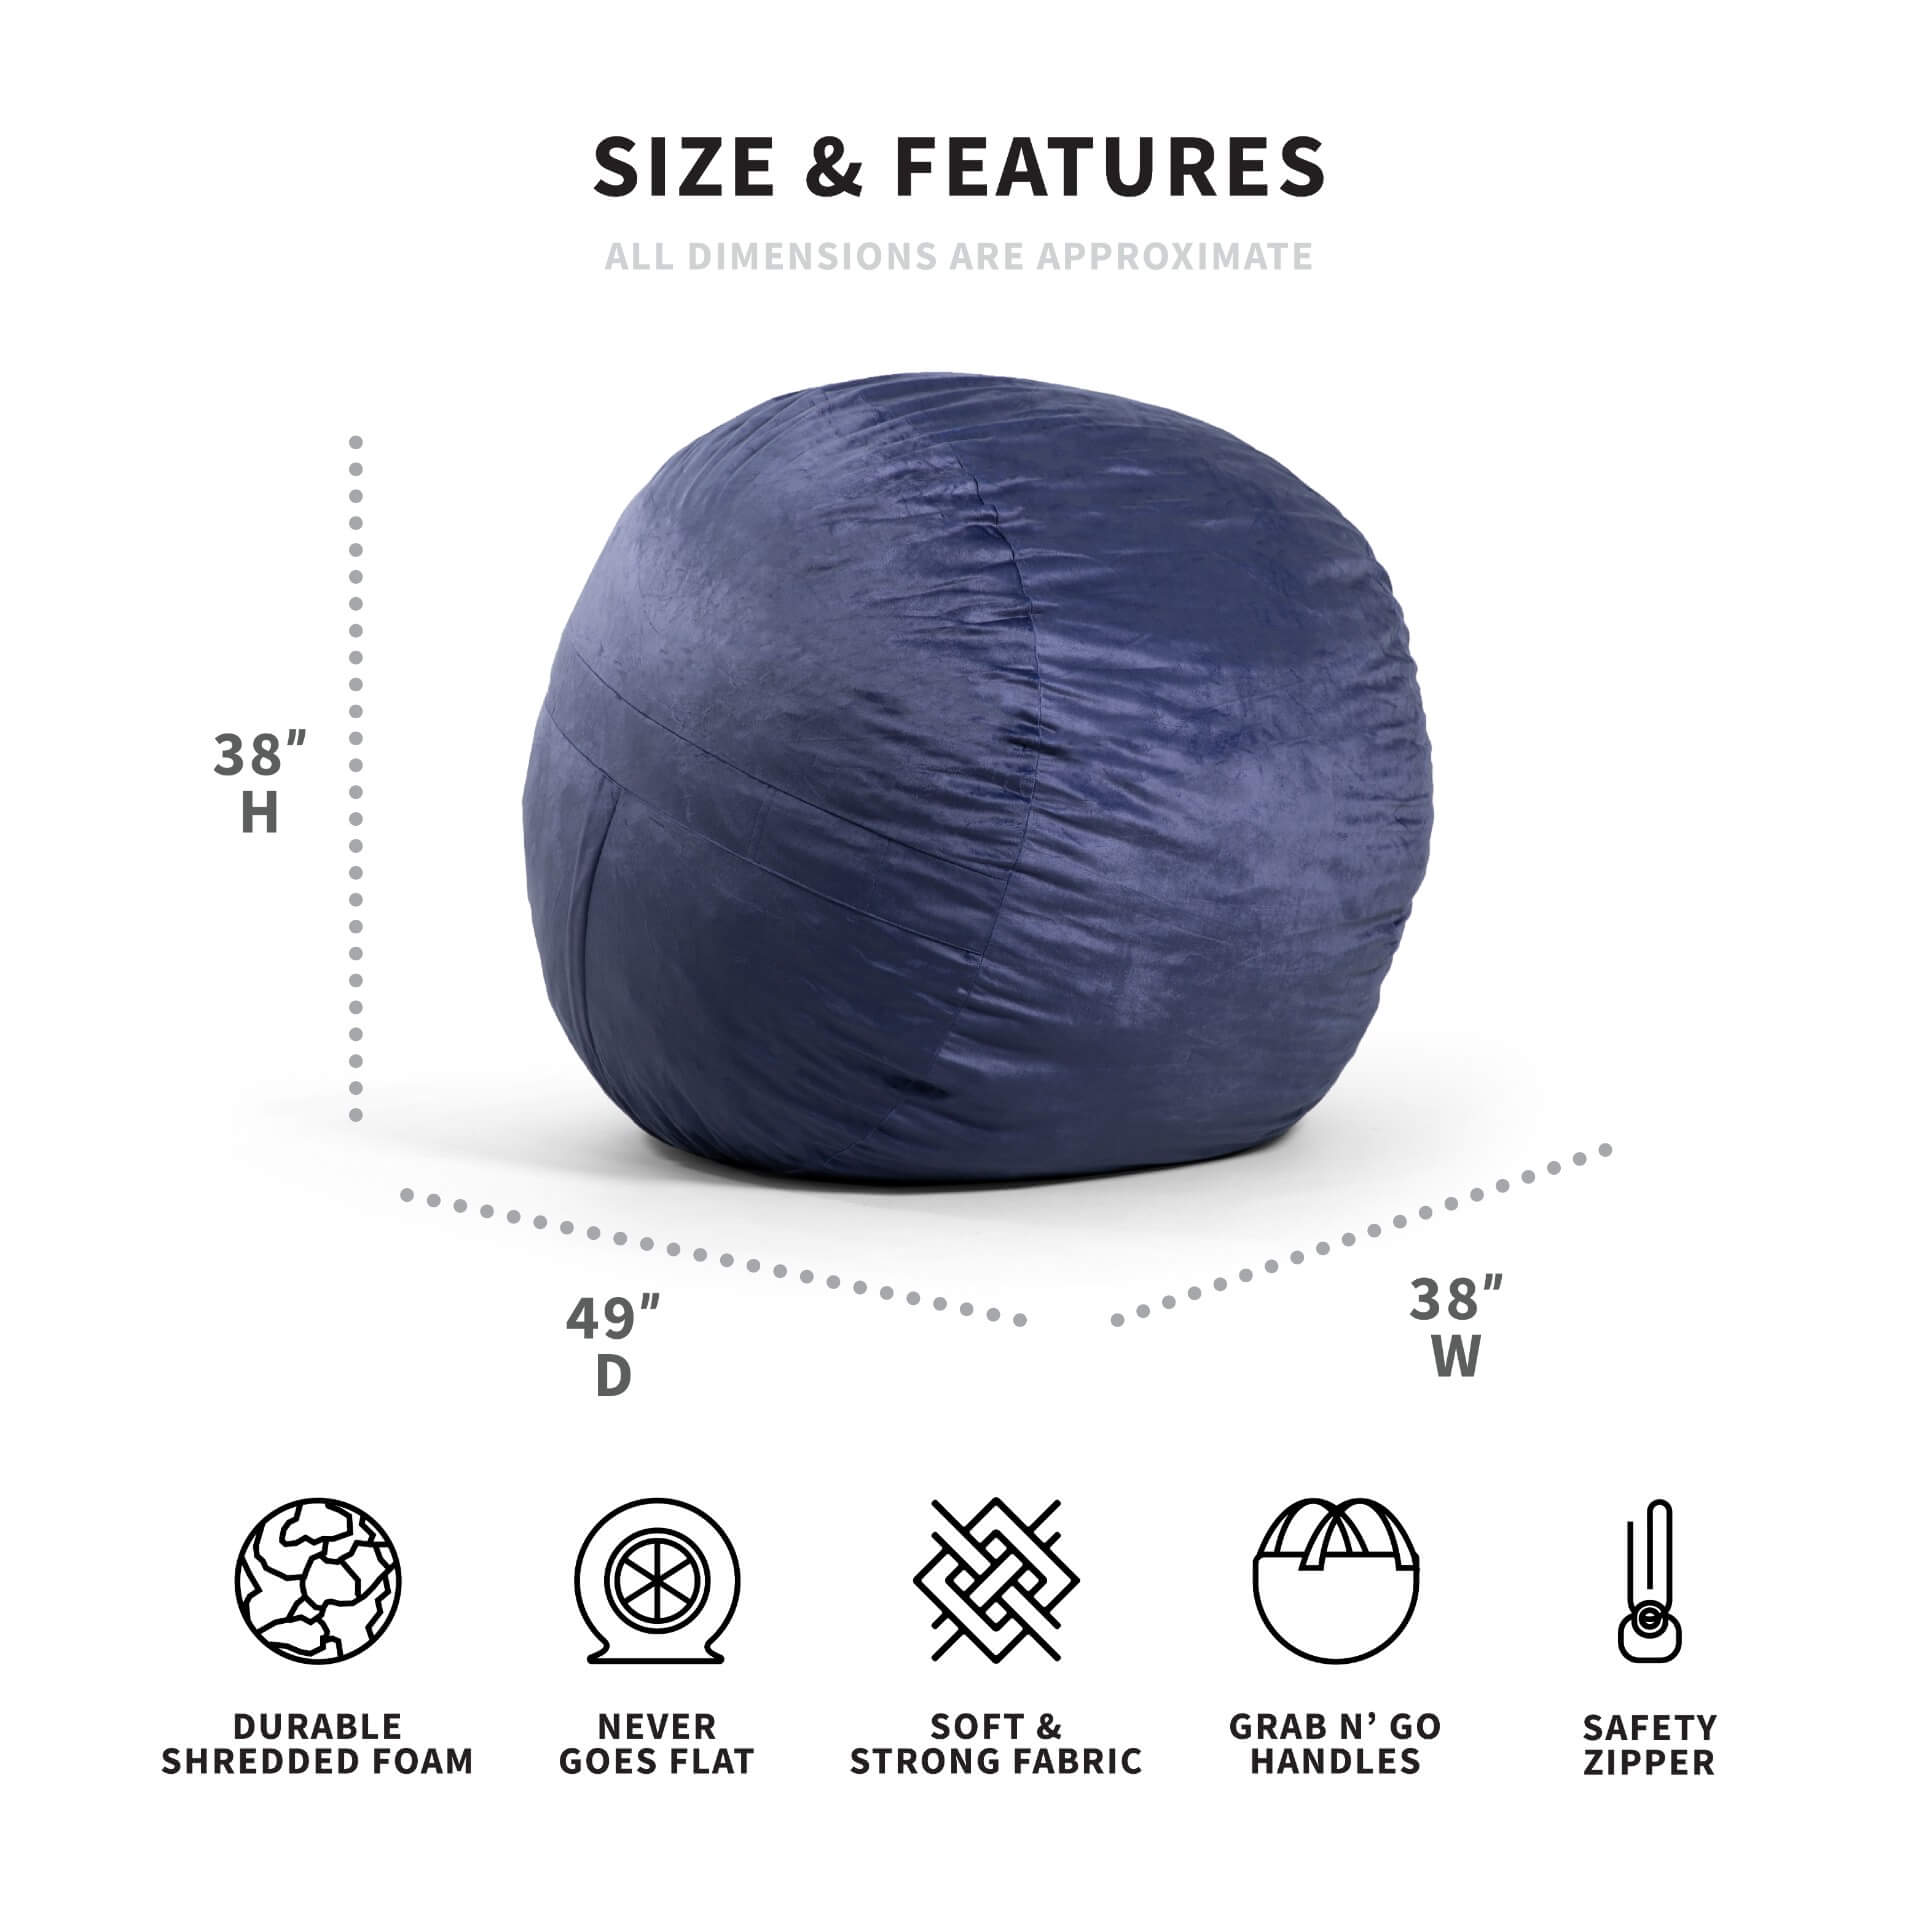 SIZE & FEATURES
ALL DIMENSIONS ARE APPROXIMATE
38"
H
49"
D
38"
W
DURABLE
SHREDDED FOAM
NEVER
GOES FLAT
SOFT &
STRONG FABRIC
GRAB N’ GO
HANDLES
SAFETY
ZIPPER